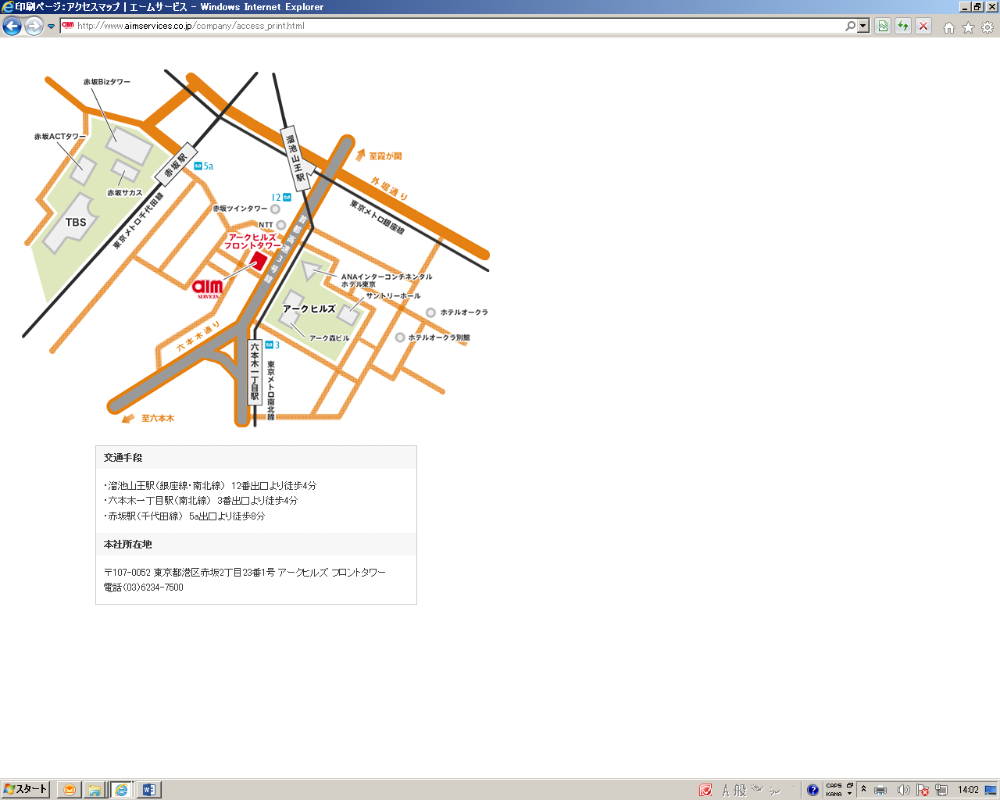 印刷ページ：アクセスマップ | エームサービス - Windows Internet Explorer
http://www.aimservices.co.jp/company/access_print.html
赤坂Bizタワー
赤坂ACTタワー
赤坂サカス
TBS
赤坂駅
5a
東京メトロ千代田線
溜池山王駅
至霞が関
外堀通り
東京メトロ銀座線
12
赤坂ツインタワー
NTT
アークヒルズ
フロントタワー
首都高速3号線
aim
SERVICES
ANAインターコンチネンタル
ホテル東京
サントリーホール
アークヒルズ
アーク森ビル
ホテルオークラ
ホテルオークラ別館
六本木通り
3
六本木一丁目駅
東京メトロ南北線
至六本木
交通手段
・溜池山王駅（銀座線・南北線） 12番出口より徒歩4分
・六本木一丁目駅（南北線） 3番出口より徒歩4分
・赤坂駅（千代田線） 5a出口より徒歩8分
本社所在地
〒107-0052 東京都港区赤坂2丁目23番1号 アークヒルズ フロントタワー
電話（03）6234-7500
スタート
A 般
CAPS
KANA
14:02